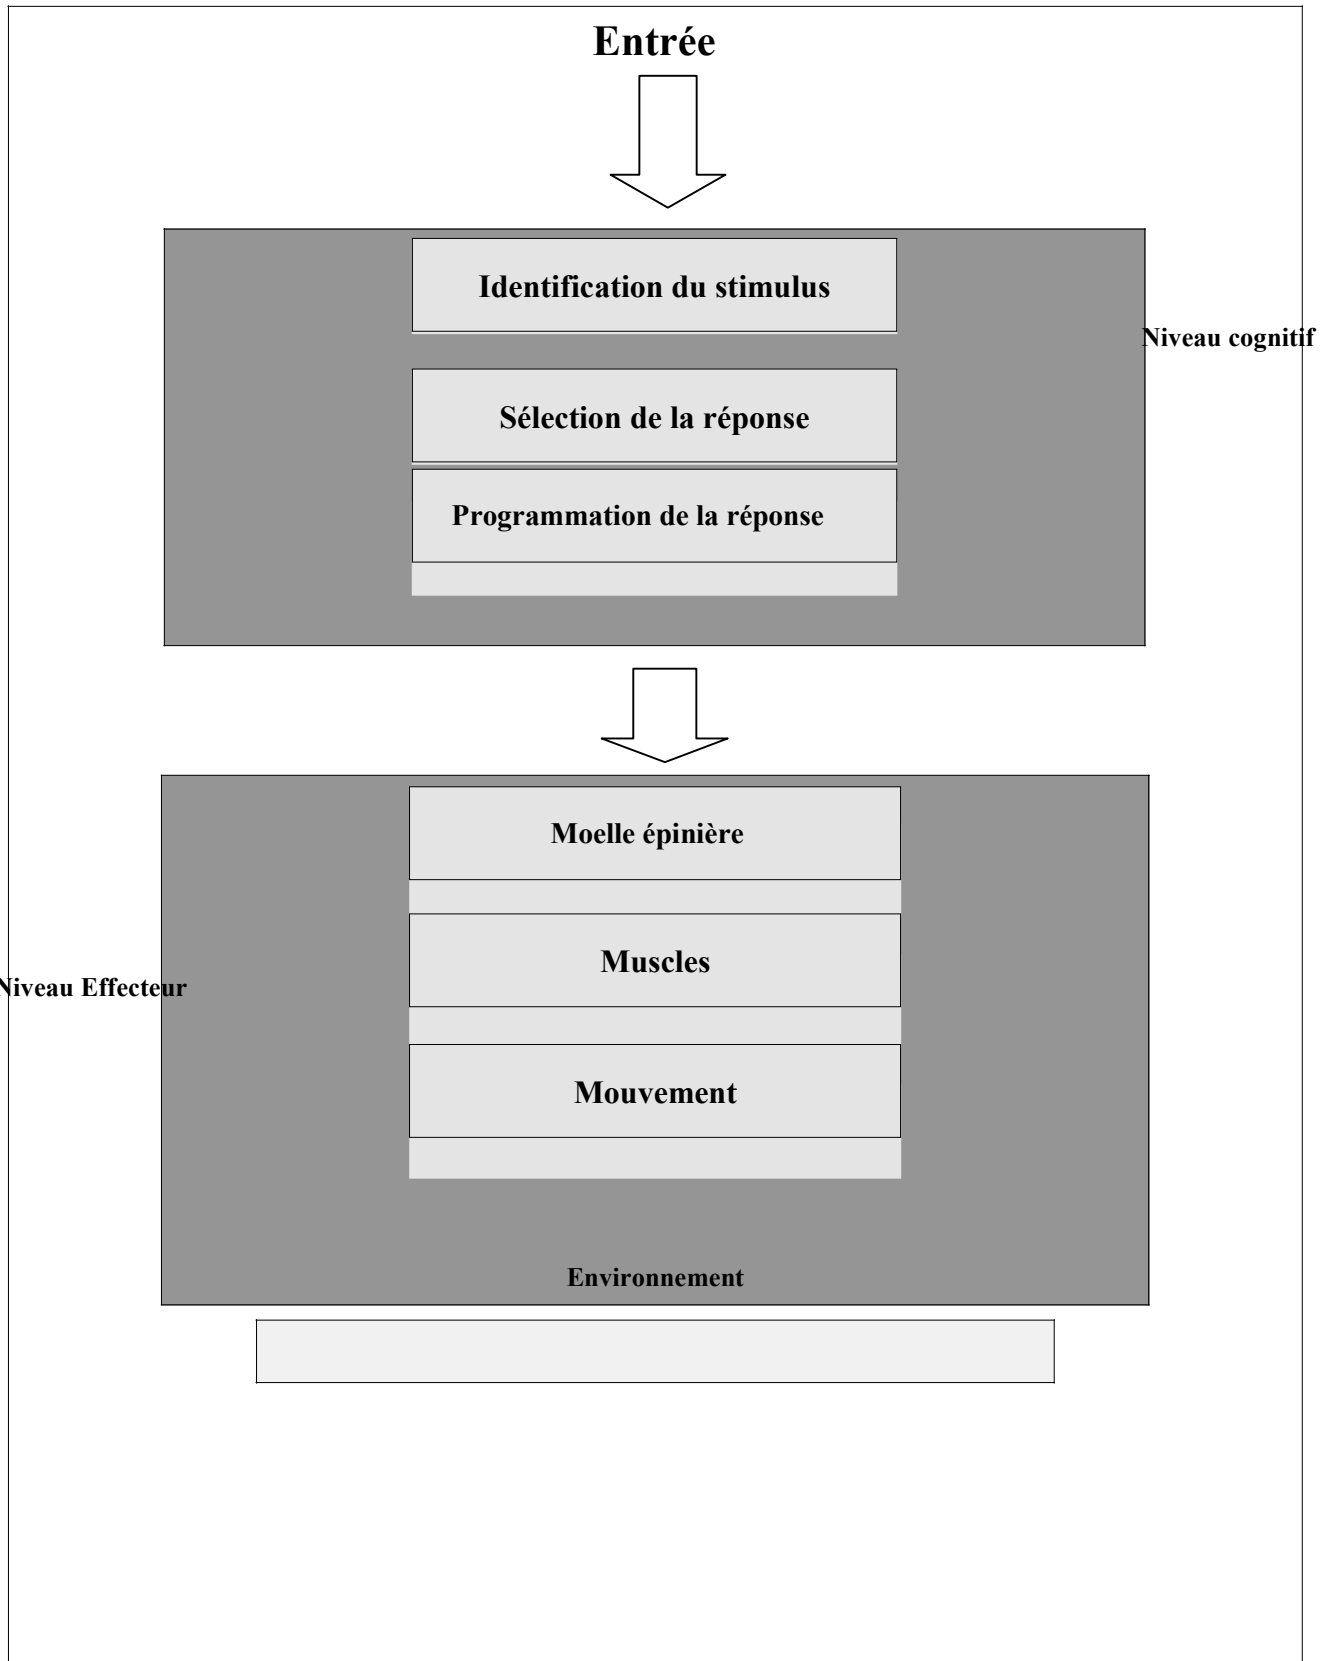 Entrée
Identification du stimulus
Niveau cognitif
Sélection de la réponse
Programmation de la réponse
Moelle épinière
Muscles
Niveau Effecteur
Mouvement
Environnement